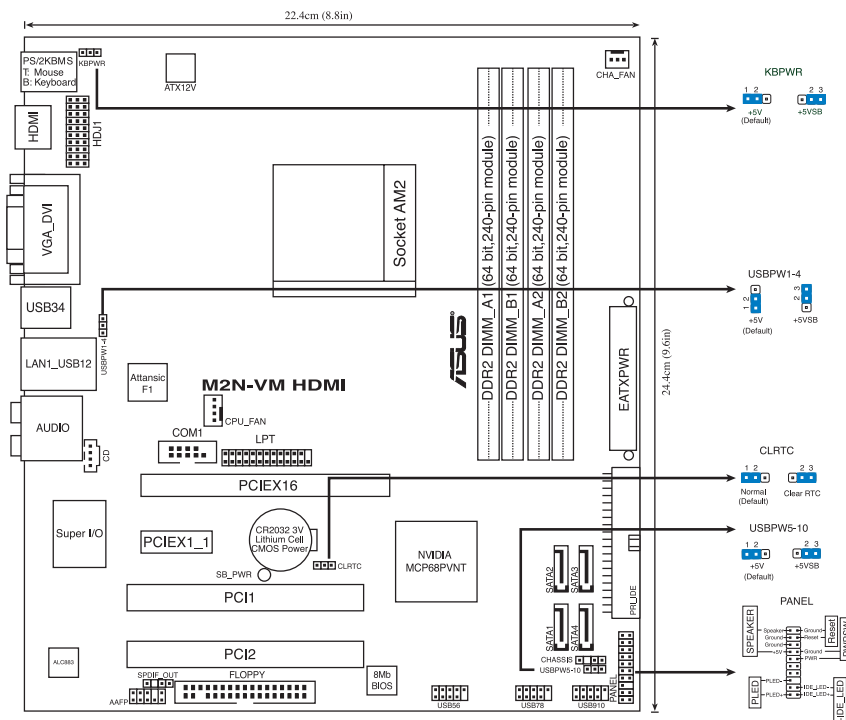 22.4cm (8.8in)
PS/2KBMS
T: Mouse
B: Keyboard
KBPWR
ATX12V
CHA_FAN
KBPWR
1 2
2 3
+5V
(Default)
+5VSB
HDMI
HDJ1
VGA_DVI
Socket AM2
DDR2 DIMM_A1 (64 bit,240-pin module)
DDR2 DIMM_B1 (64 bit,240-pin module)
DDR2 DIMM_A2 (64 bit,240-pin module)
DDR2 DIMM_B2 (64 bit,240-pin module)
24.4cm (9.6in)
USBPW1-4
1 2
2 3
+5V
(Default)
+5VSB
USB34
USBPW1-4
LAN1_USB12
Attansic
F1
M2N-VM HDMI
ASUS
EATXPWR
AUDIO
CPU_FAN
COM1
LPT
CD
PCIEX16
CLRTC
1 2
2 3
Normal
(Default)
Clear RTC
Super I/O
PCIEX1_1
CR2032 3V
Lithium Cell
CMOS Power
CLRTC
SB_PWR
NVIDIA
MCP68PVNT
SATA2
SATA3
PRI_IDE
USBPW5-10
1 2
2 3
+5V
(Default)
+5VSB
PCI1
SATA1
SATA4
PANEL
SPEAKER
Speaker
Ground
Ground
+5V
Ground
Reset
Ground
PWR
Reset
PWRSW
PLED
PLED-
PLED+
IDE_LED-
IDE_LED+
IDE_LED
PCI2
CHASSIS
USBPW5-10
PANEL
ALC883
SPDIF_OUT
AAFP
FLOPPY
8Mb
BIOS
USB56
USB78
USB910